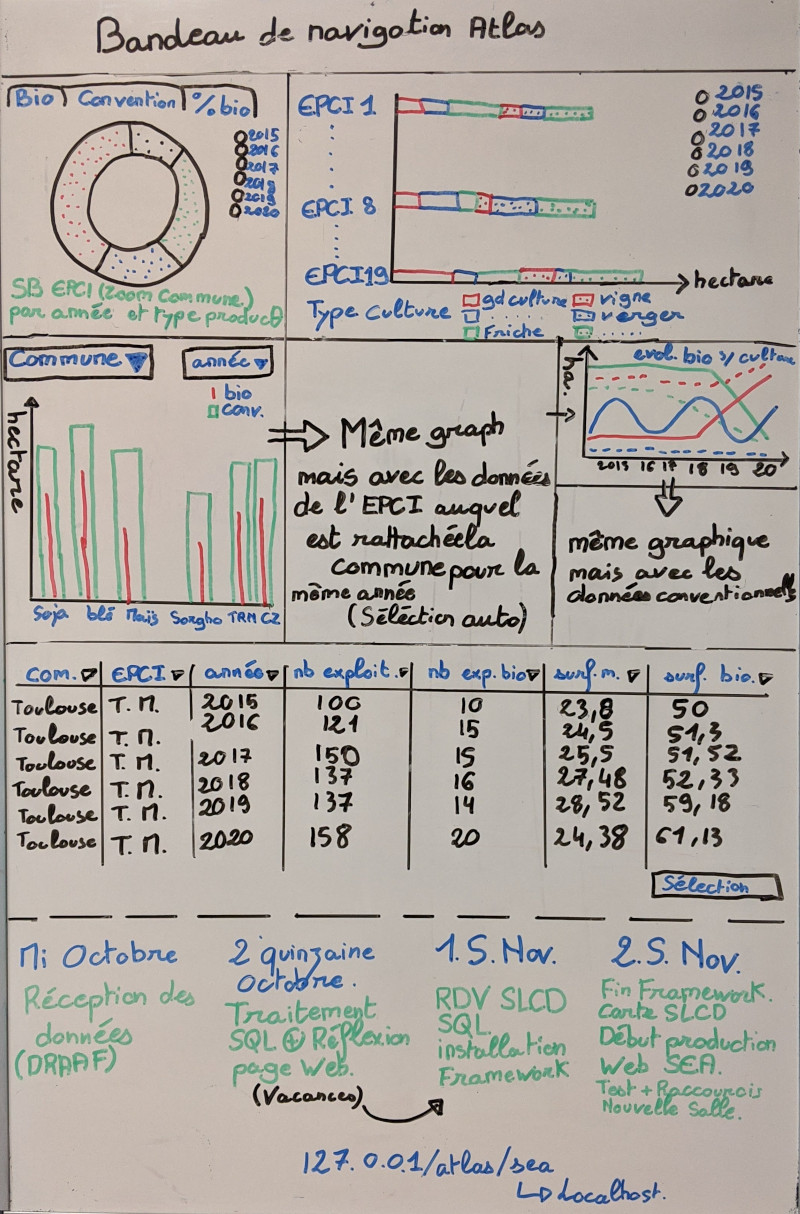 Bandeau de navigation Atlas
Bio Convention % bio
2015
2016
2017
2018
2019
2020
SB EPCI (Zoom Commune)
par année et type product
EPCI 1
EPCI 8
EPCI 19
hectare
2015
2016
2017
2018
2019
2020
Type Culture
gd culture vigne
verger
Friche
Commune année
bio
conv.
hectare
Soja blé Maïs Sorgho TRN CZ
Même graph
mais avec les données
de l'EPCI auquel
est rattachéela
Commune pour la
même année
(Séléction auto)
evol. bio s/ culture
ha.
2015 16 17 18 19 20
même graphique
mais avec les
données conventionnells
Com. EPCI année nb exploit. nb exp. bio surf. m. surf. bio.
Toulouse T. M. 2015 100 10 23,8 50
Toulouse T. M. 2016 121 15 24,5 51,3
Toulouse T. M. 2017 150 15 25,5 51,52
Toulouse T. M. 2018 137 16 27,48 52,33
Toulouse T. M. 2019 137 14 28,52 59,18
Toulouse T. M. 2020 158 20 24,38 61,13
Sélection
Mi Octobre
Réception des
données
(DRAAF)
2 quinzaine
Octobre.
Traitement
SQL ⊕ Réflexion
page Web.
(Vacances)
1. S. Nov.
RDV SLCD
SQL
installation
Framework
2. S. Nov.
Fin Framework.
Carte SLCD
Début production
Web SEA.
Test + Raccourcis
Nouvelle Salle.
127.0.0.1/atlas/sea
↳ Localhost.